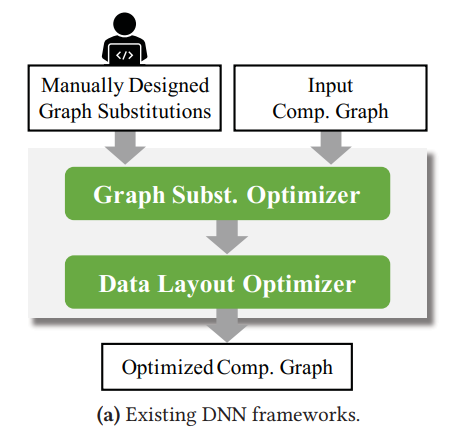 </>
Manually Designed
Graph Substitutions
Input
Comp. Graph
Graph Subst. Optimizer
Data Layout Optimizer
Optimized Comp. Graph
(a) Existing DNN frameworks.